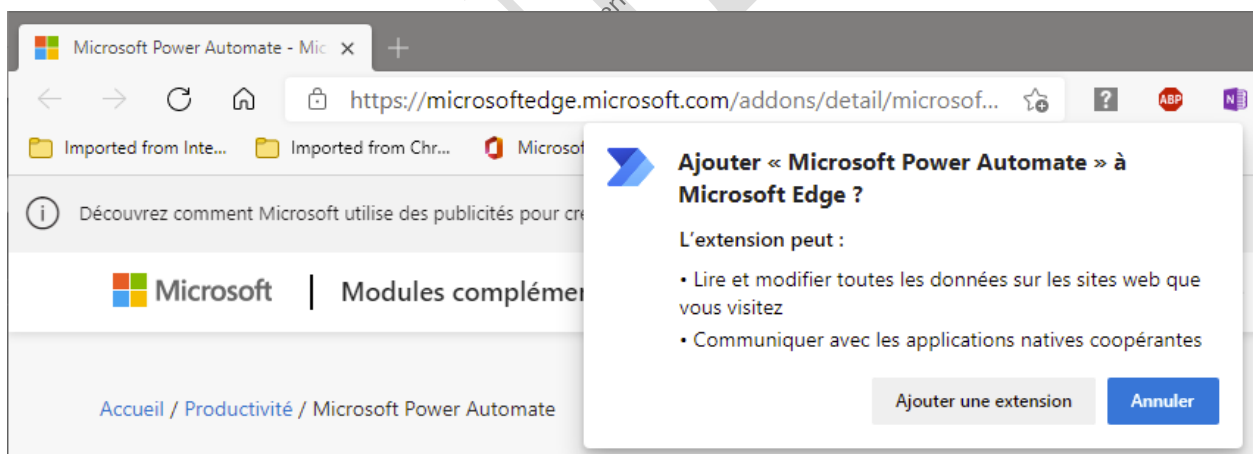 Microsoft Power Automate - Mic
https://microsoftedge.microsoft.com/addons/detail/microsof...
?
ABP
N
Imported from Inte...
Imported from Chr...
Microsof
Ajouter « Microsoft Power Automate » à
Microsoft Edge ?
Découvrez comment Microsoft utilise des publicités pour cré
L'extension peut :
• Lire et modifier toutes les données sur les sites web que
vous visitez
• Communiquer avec les applications natives coopérantes
Microsoft | Modules complémen
Ajouter une extension
Annuler
Accueil / Productivité / Microsoft Power Automate